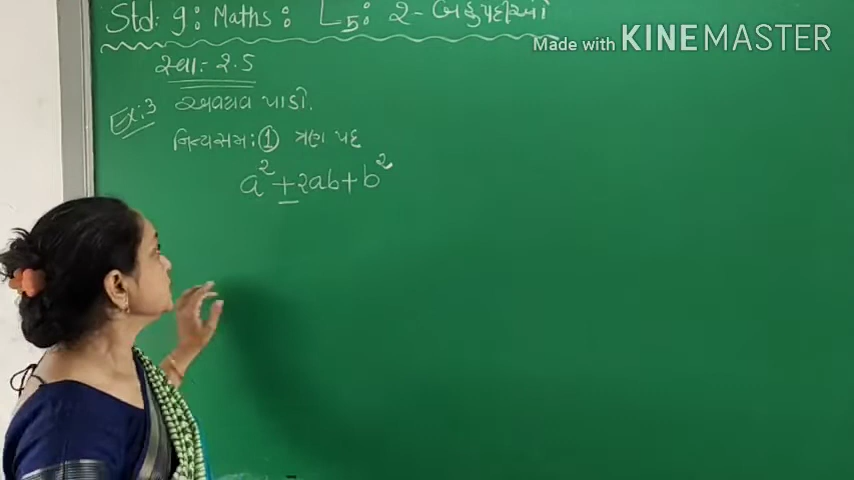 Std: 9: Maths: L5: 2 - બહુપદીઓ
Made with KINEMASTER
સ્વા:- ૨.5
Ex:3 અવયવ પાડો.
નિત્યસમ: ① ત્રણ પદ
a² + 2ab + b²